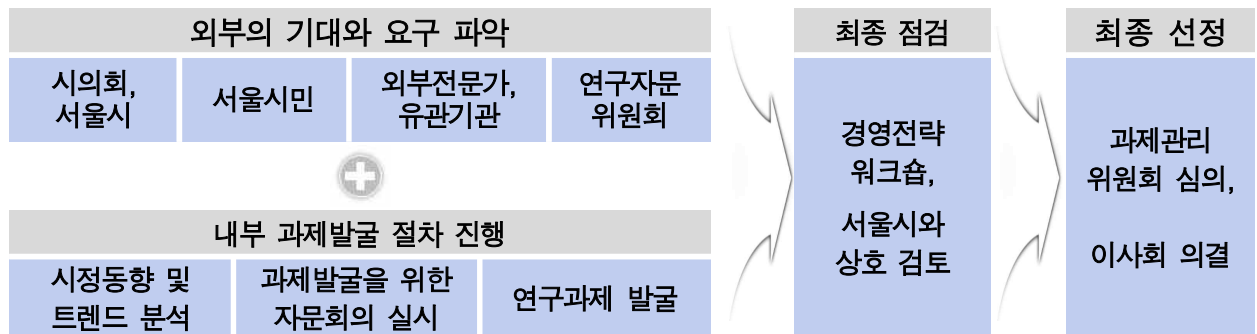 외부의 기대와 요구 파악
시의회,
서울시
서울시민
외부전문가,
유관기관
연구자문
위원회
내부 과제발굴 절차 진행
시정동향 및
트렌드 분석
과제발굴을 위한
자문회의 실시
연구과제 발굴
최종 점검
경영전략
워크숍,
서울시와
상호 검토
최종 선정
과제관리
위원회 심의,
이사회 의결